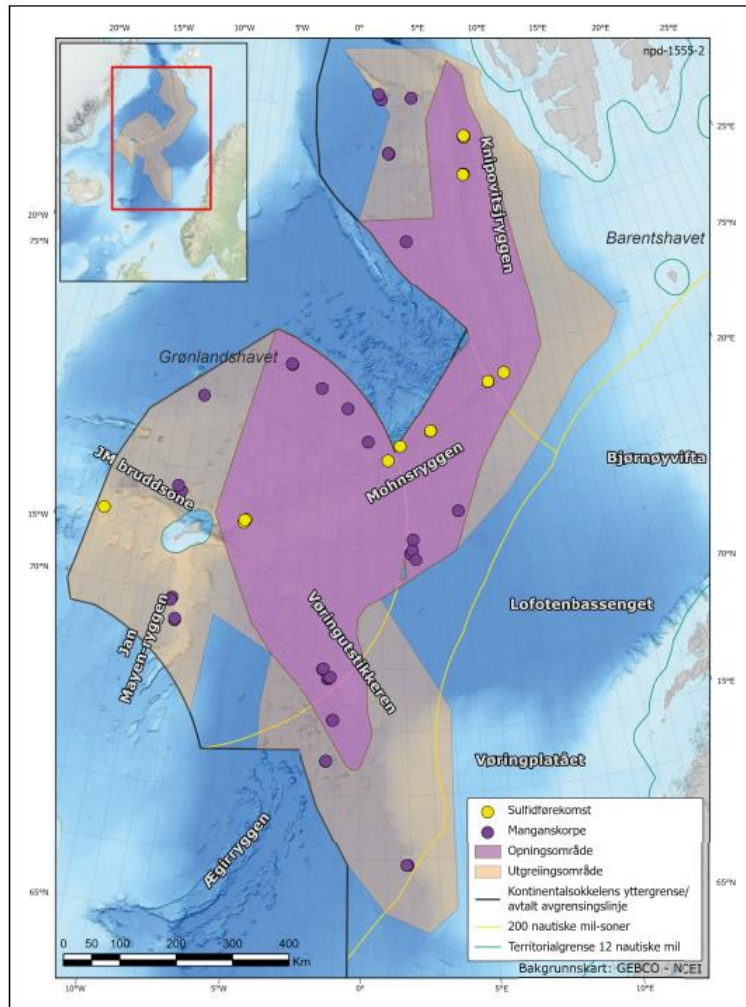 10°W
5°W
0°E
5°E
10°E
15°E
20°E
25°E
npd-1555-2
15°W
25°E
20°W
75°N
Knipovitsjryggen
75°N
Barentshavet
20°E
Grønlandshavet
JM bruddsone
Mohnsryggen
Bjørnøyvifta
15°W
70°N
70°N
Lofotenbassenget
Jan
Mayen-ryggen
Vøringutstikkeren
15°E
Vøringplatået
Ægirryggen
65°N
65°N
Sulfidførekomst
Manganskorpe
Opningsområde
Utgreiingsområde
Kontinentalsokkelens yttergrense/
avtalt avgrensingslinje
200 nautiske mil-soner
Territorialgrense 12 nautiske mil
0 50 100 200 300 400
Km
Bakgrunnskart: GEBCO - NCEI
10°W
5°W
0°E
5°E
10°E